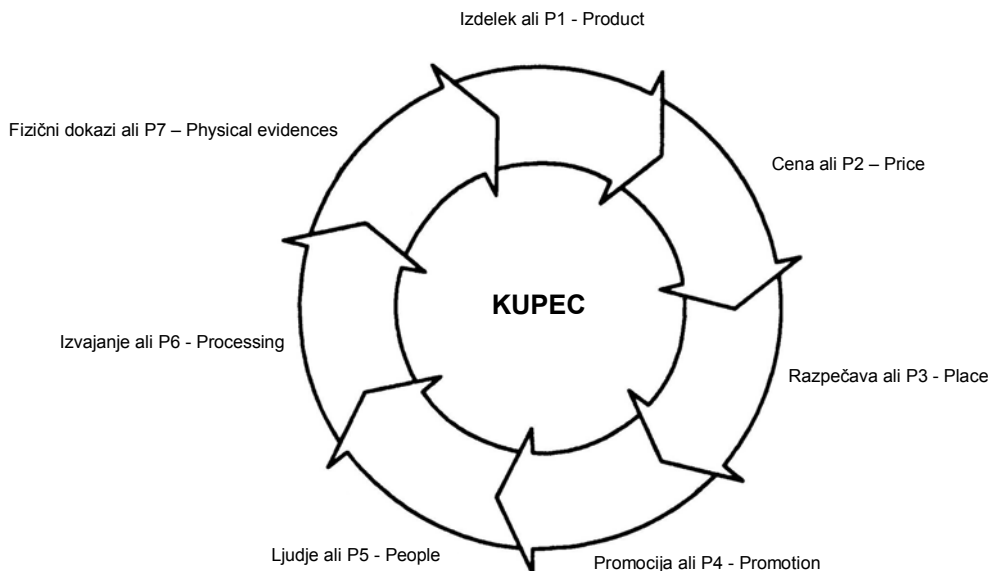 Izdelek ali P1 - Product
Fizični dokazi ali P7 – Physical evidences
Cena ali P2 – Price
KUPEC
Izvajanje ali P6 - Processing
Razpečava ali P3 - Place
Ljudje ali P5 - People
Promocija ali P4 - Promotion